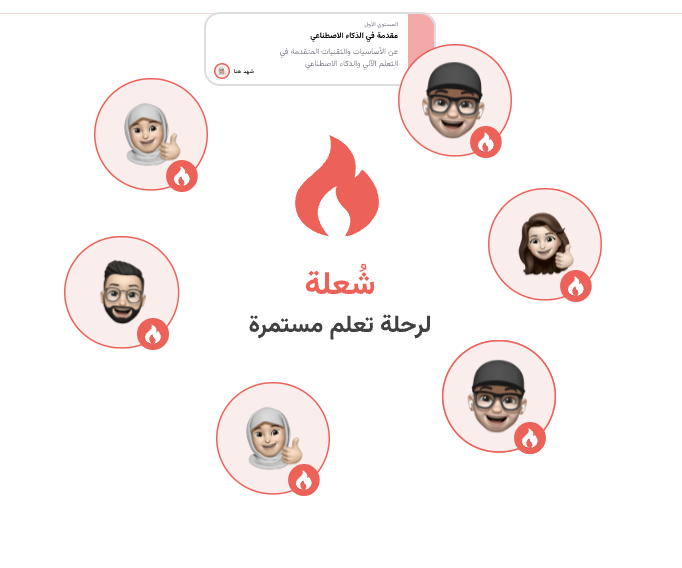 المستوى الأول
مقدمة في الذكاء الاصطناعي
عن الأساسيات والتقنيات المتقدمة في
التعلم الآلي والذكاء الاصطناعي
شهد هنا
شُعلة
لرحلة تعلم مستمرة